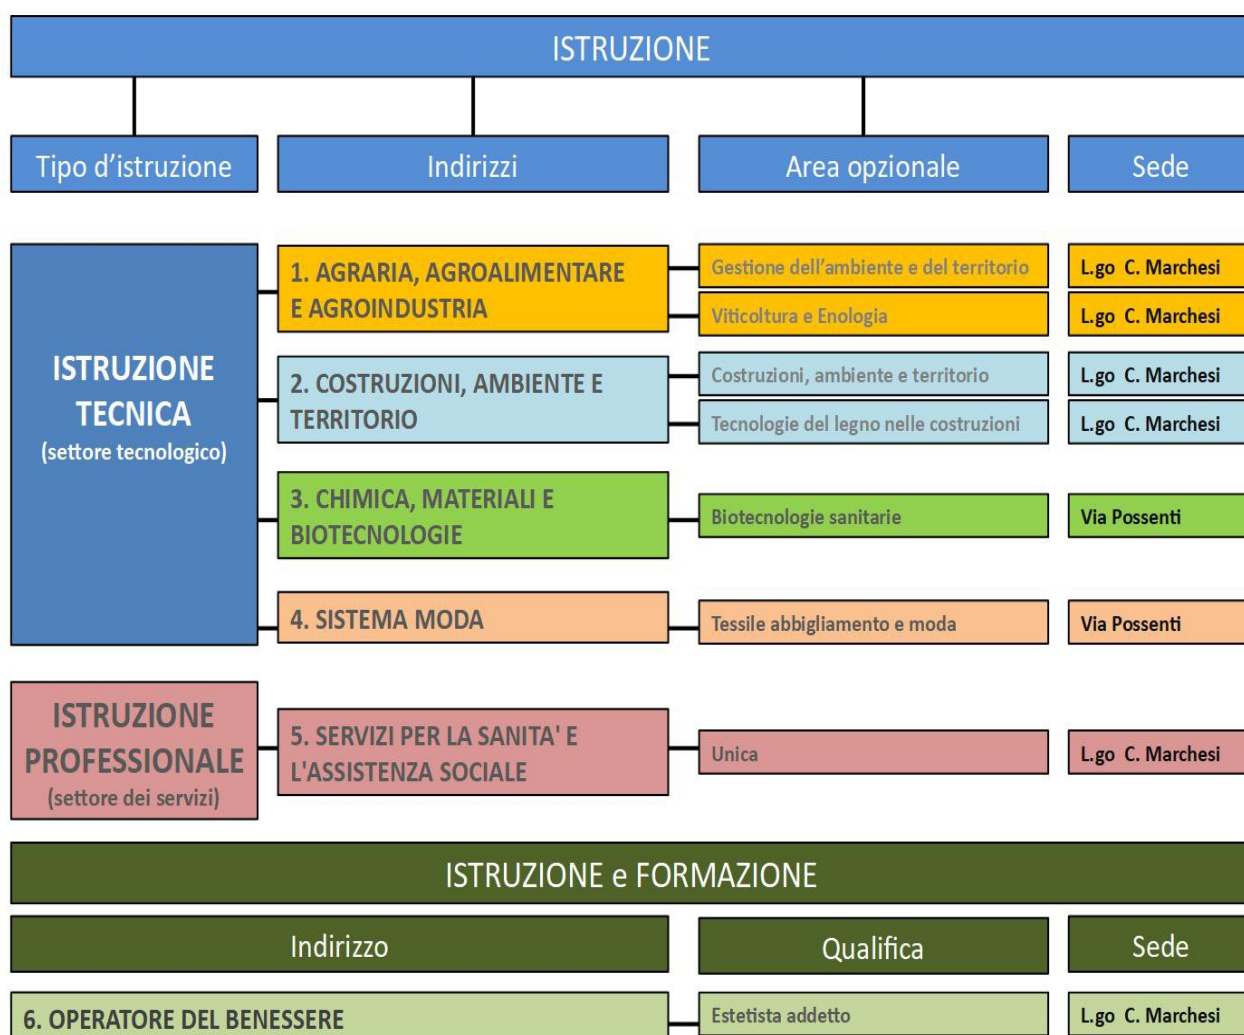 ISTRUZIONE
Tipo d'istruzione
Indirizzi
Area opzionale
Sede
ISTRUZIONE
TECNICA
(settore tecnologico)
1. AGRARIA, AGROALIMENTARE
E AGROINDUSTRIA
Gestione dell'ambiente e del territorio
L.go C. Marchesi
Viticoltura e Enologia
L.go C. Marchesi
2. COSTRUZIONI, AMBIENTE E
TERRITORIO
Costruzioni, ambiente e territorio
L.go C. Marchesi
Tecnologie del legno nelle costruzioni
L.go C. Marchesi
3. CHIMICA, MATERIALI E
BIOTECNOLOGIE
Biotecnologie sanitarie
Via Possenti
4. SISTEMA MODA
Tessile abbigliamento e moda
Via Possenti
ISTRUZIONE
PROFESSIONALE
(settore dei servizi)
5. SERVIZI PER LA SANITA' E
L'ASSISTENZA SOCIALE
Unica
L.go C. Marchesi
ISTRUZIONE e FORMAZIONE
Indirizzo
Qualifica
Sede
6. OPERATORE DEL BENESSERE
Estetista addetto
L.go C. Marchesi